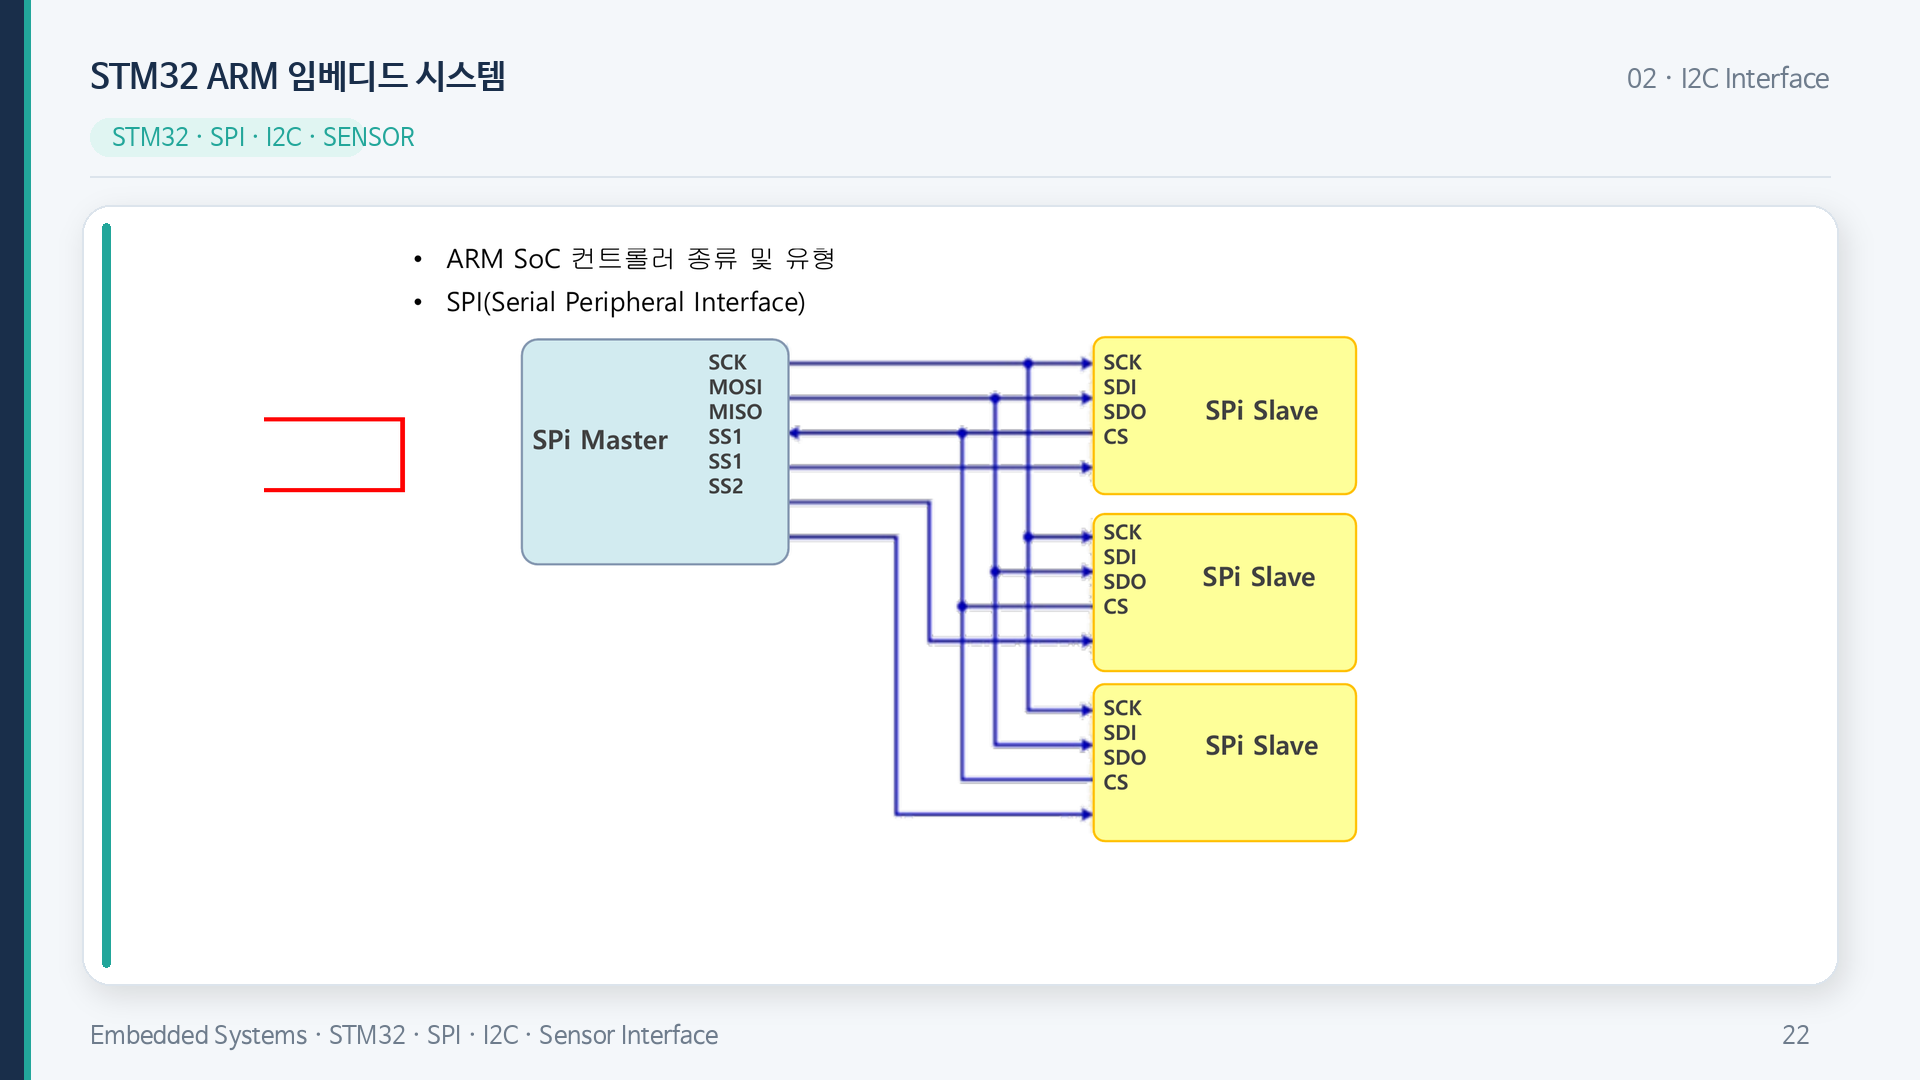 STM32 ARM 임베디드 시스템
02 · I2C Interface
STM32 · SPI · I2C · SENSOR
• ARM SoC 컨트롤러 종류 및 유형
• SPI(Serial Peripheral Interface)
SPi Master
SCK
MOSI
MISO
SS1
SS1
SS2
SCK
SDI
SDO
CS
SPi Slave
SCK
SDI
SDO
CS
SPi Slave
SCK
SDI
SDO
CS
SPi Slave
Embedded Systems · STM32 · SPI · I2C · Sensor Interface
22